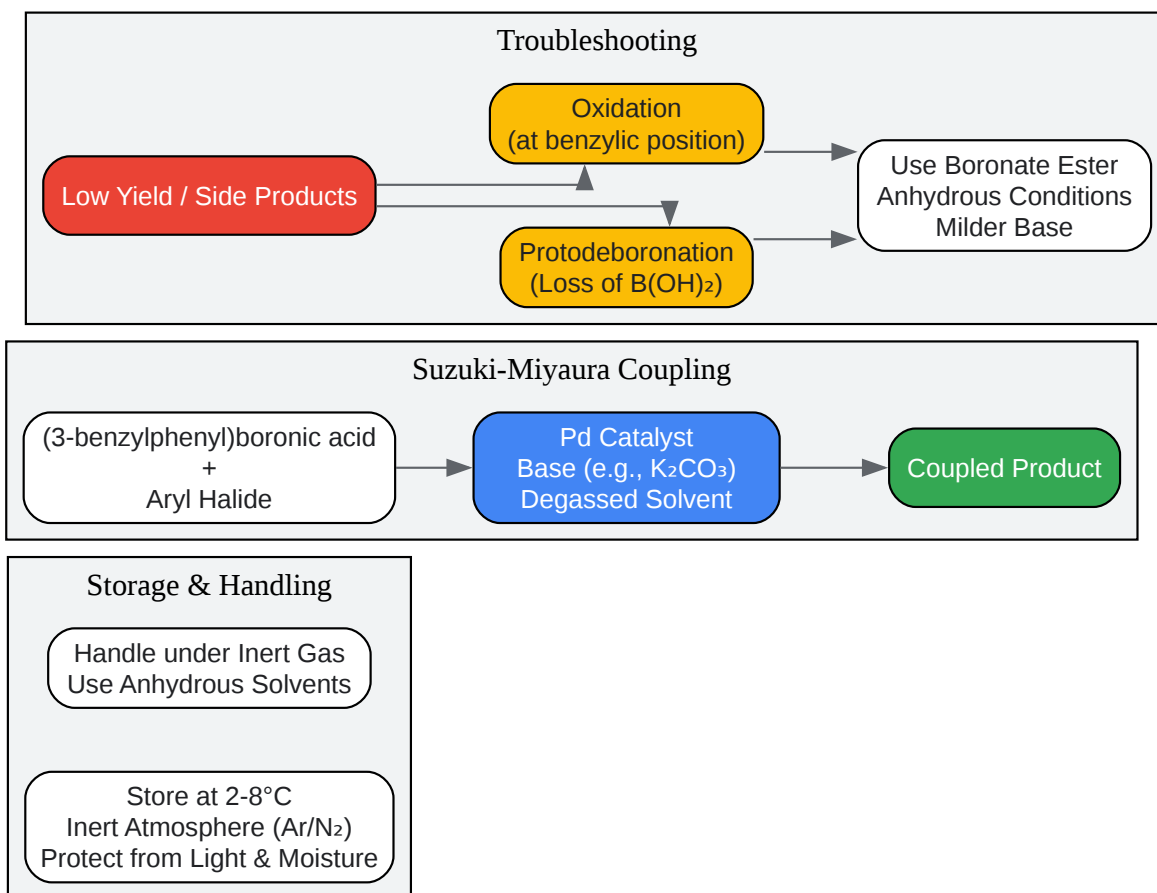 Troubleshooting
Oxidation
(at benzylic position)
Low Yield / Side Products
Use Boronate Ester
Anhydrous Conditions
Milder Base
Protodeboronation
(Loss of B(OH)₂)
Suzuki-Miyaura Coupling
(3-benzylphenyl)boronic acid
+
Aryl Halide
Pd Catalyst
Base (e.g., K₂CO₃)
Degassed Solvent
Coupled Product
Storage & Handling
Handle under Inert Gas
Use Anhydrous Solvents
Store at 2-8°C
Inert Atmosphere (Ar/N₂)
Protect from Light & Moisture